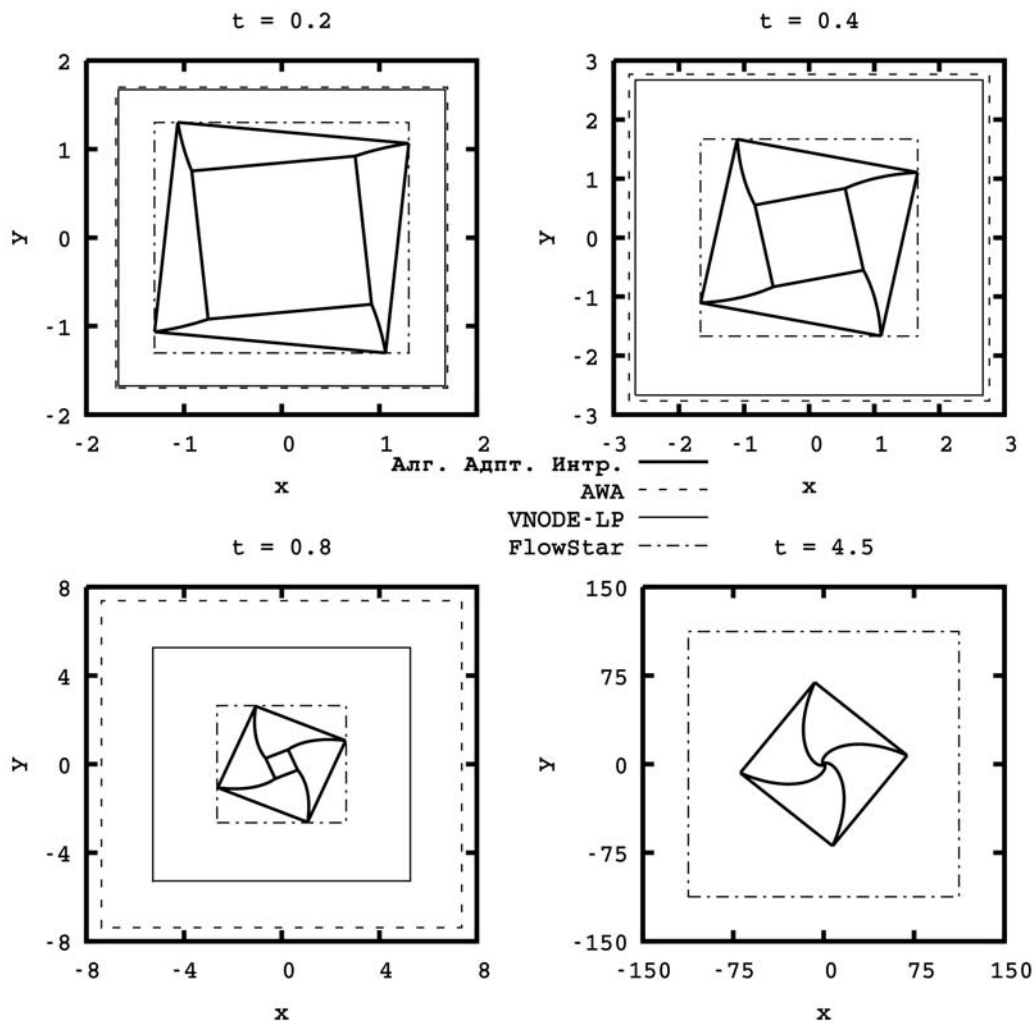 t = 0.2
t = 0.4
2
1
0
-1
-2
y
-2 -1 0 1 2
x
3
2
1
0
-1
-2
-3
y
-3 -2 -1 0 1 2 3
x
Алг. Адпт. Интр.
AWA
VNODE-LP
FlowStar
t = 0.8
t = 4.5
8
4
0
-4
-8
y
-8 -4 0 4 8
x
150
75
0
-75
-150
y
-150 -75 0 75 150
x